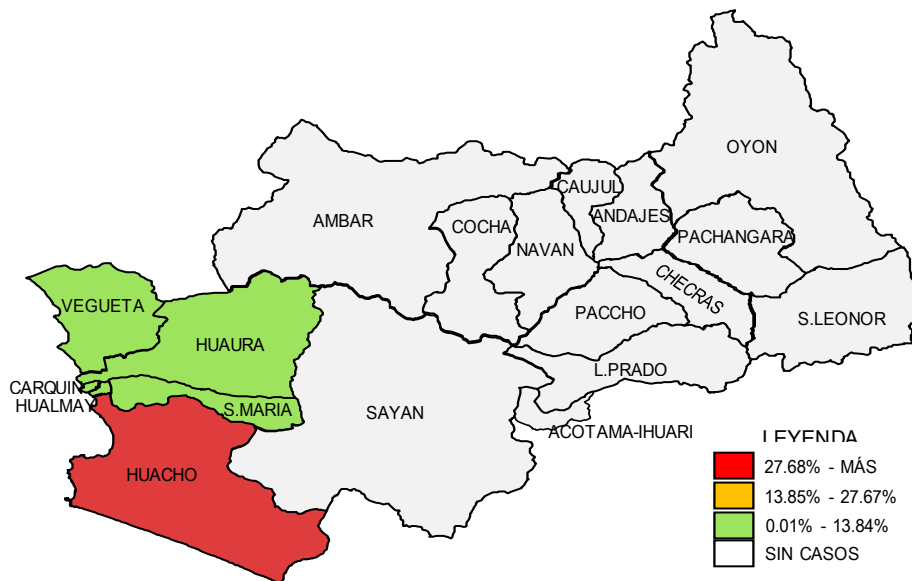 OYON
CAUJUL
AMBAR
COCHA
ANDAJES
NAVAN
PACHANGARA
CHECRAS
VEGUETA
PACCHO
S.LEONOR
HUAURA
L.PRADO
CARQUIN
HUALMAY
S.MARIA
SAYAN
ACOTAMA-IHUARI
HUACHO
LEYENDA
27.68% - MÁS
13.85% - 27.67%
0.01% - 13.84%
SIN CASOS